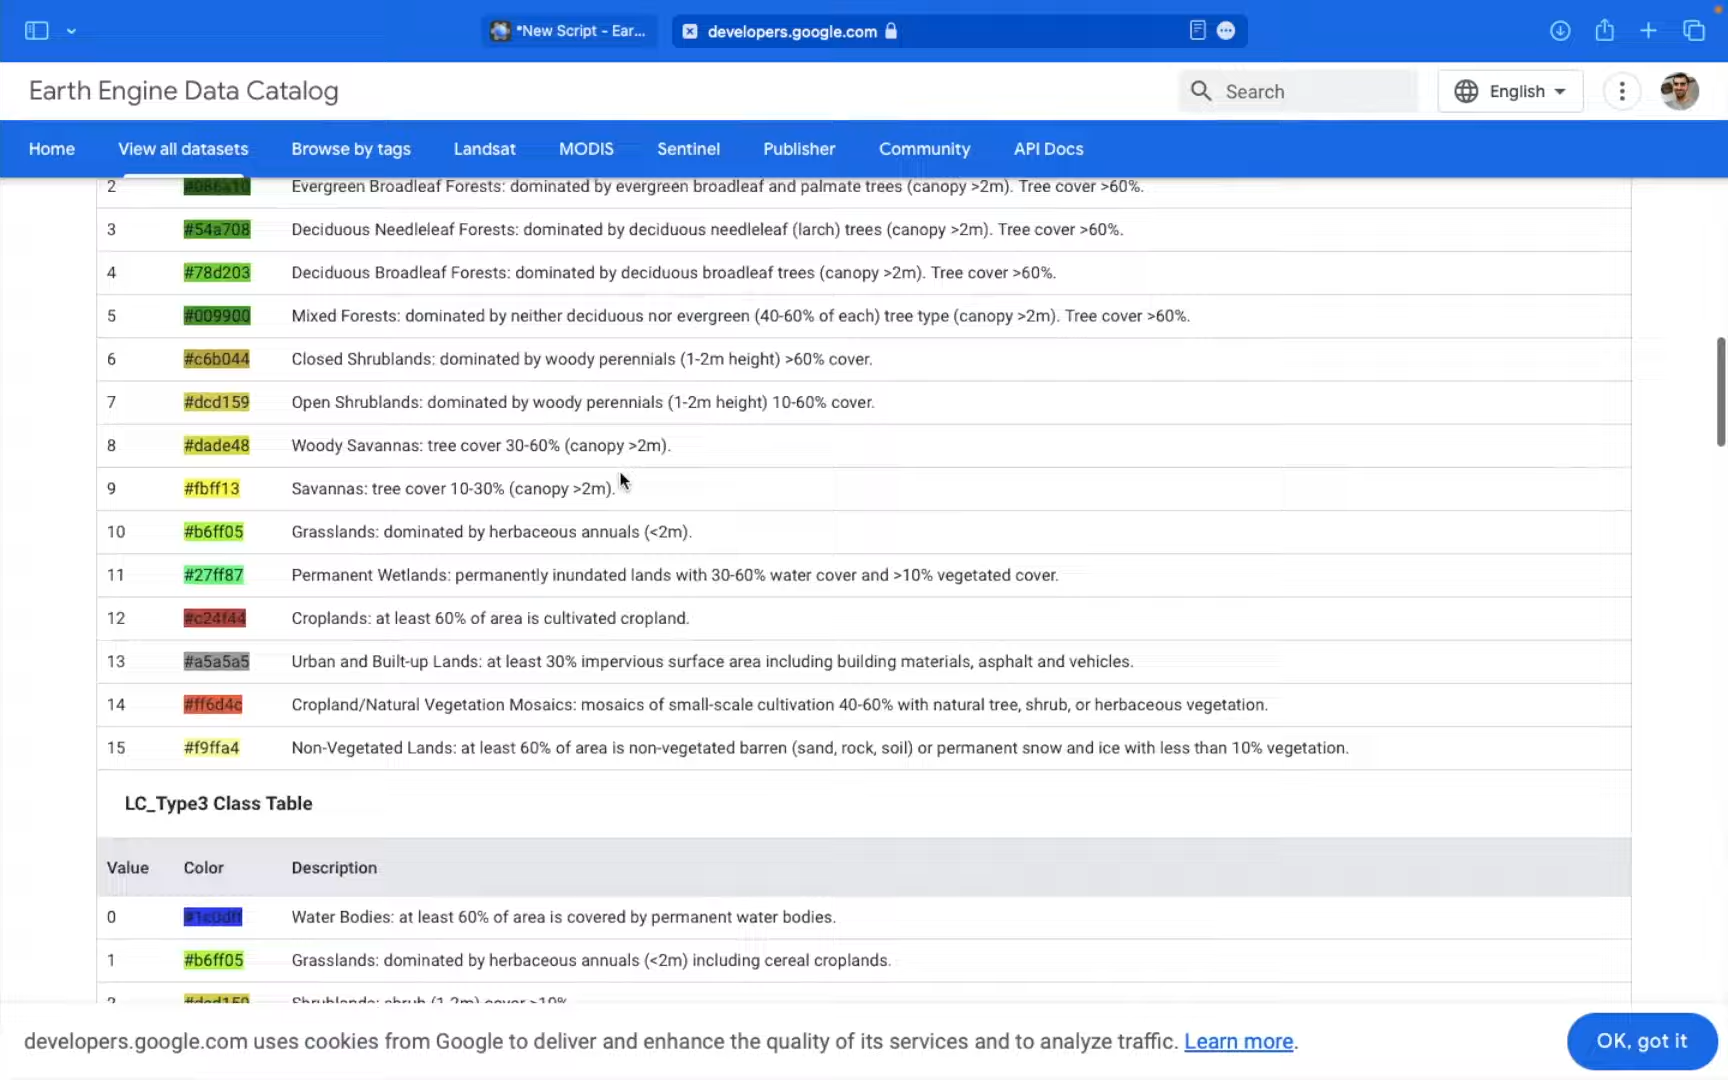 *New Script - Ear...
developers.google.com
Earth Engine Data Catalog
Search
English
Home
View all datasets
Browse by tags
Landsat
MODIS
Sentinel
Publisher
Community
API Docs
2 #086a10 Evergreen Broadleaf Forests: dominated by evergreen broadleaf and palmate trees (canopy >2m). Tree cover >60%.
3 #54a708 Deciduous Needleleaf Forests: dominated by deciduous needleleaf (larch) trees (canopy >2m). Tree cover >60%.
4 #78d203 Deciduous Broadleaf Forests: dominated by deciduous broadleaf trees (canopy >2m). Tree cover >60%.
5 #009900 Mixed Forests: dominated by neither deciduous nor evergreen (40-60% of each) tree type (canopy >2m). Tree cover >60%.
6 #c6b044 Closed Shrublands: dominated by woody perennials (1-2m height) >60% cover.
7 #dcd159 Open Shrublands: dominated by woody perennials (1-2m height) 10-60% cover.
8 #dade48 Woody Savannas: tree cover 30-60% (canopy >2m).
9 #fbff13 Savannas: tree cover 10-30% (canopy >2m).
10 #b6ff05 Grasslands: dominated by herbaceous annuals (<2m).
11 #27ff87 Permanent Wetlands: permanently inundated lands with 30-60% water cover and >10% vegetated cover.
12 #c24f44 Croplands: at least 60% of area is cultivated cropland.
13 #a5a5a5 Urban and Built-up Lands: at least 30% impervious surface area including building materials, asphalt and vehicles.
14 #ff6d4c Cropland/Natural Vegetation Mosaics: mosaics of small-scale cultivation 40-60% with natural tree, shrub, or herbaceous vegetation.
15 #f9ffa4 Non-Vegetated Lands: at least 60% of area is non-vegetated barren (sand, rock, soil) or permanent snow and ice with less than 10% vegetation.
LC_Type3 Class Table
Value Color Description
0 #1c0dff Water Bodies: at least 60% of area is covered by permanent water bodies.
1 #b6ff05 Grasslands: dominated by herbaceous annuals (<2m) including cereal croplands.
2 #dcd159 Shrublands: shrub (1-2m) cover >10%.
developers.google.com uses cookies from Google to deliver and enhance the quality of its services and to analyze traffic. Learn more.
OK, got it